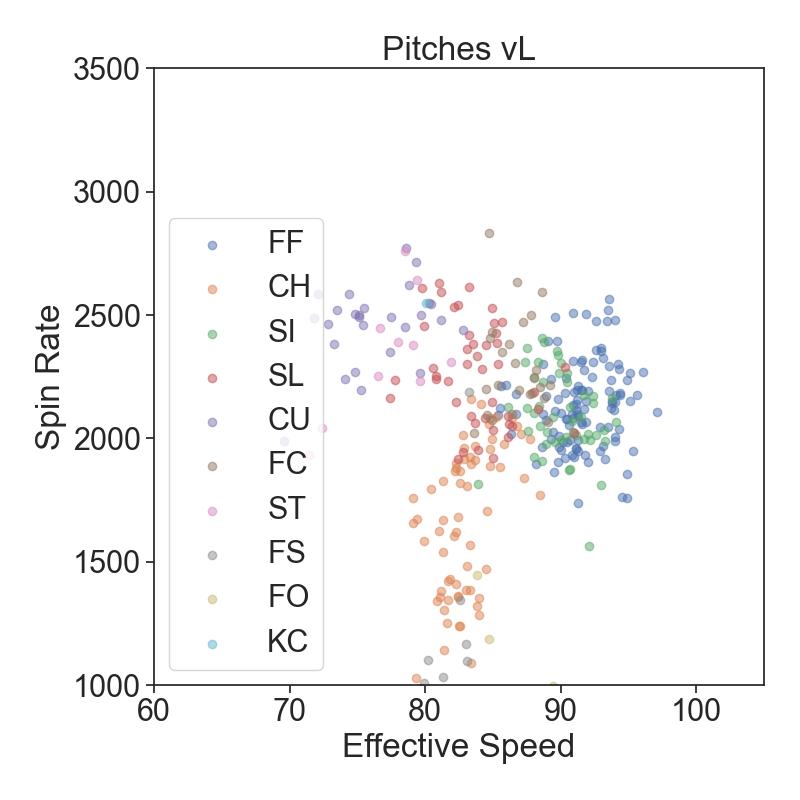 Pitches vL
3500
3000
2500
2000
1500
1000
Spin Rate
FF
CH
SI
SL
CU
FC
ST
FS
FO
KC
60 70 80 90 100
Effective Speed